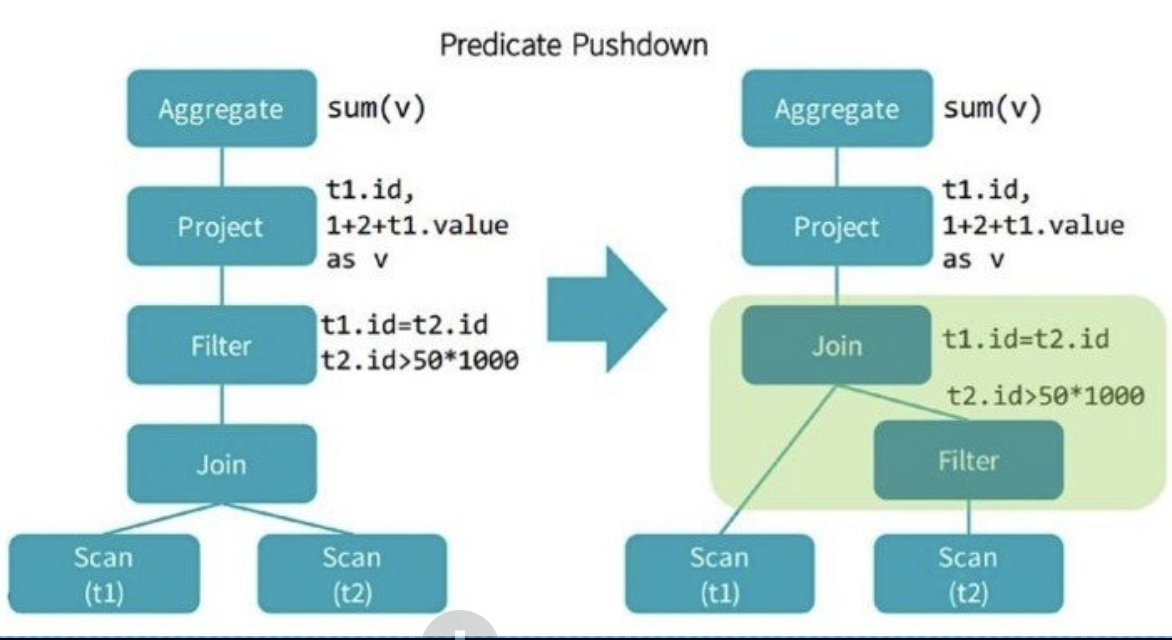 Predicate Pushdown
Aggregate
sum(v)
Project
t1.id,
1+2+t1.value
as v
Filter
t1.id=t2.id
t2.id>50*1000
Join
Scan
(t1)
Scan
(t2)
Aggregate
sum(v)
Project
t1.id,
1+2+t1.value
as v
Join
t1.id=t2.id
t2.id>50*1000
Filter
Scan
(t1)
Scan
(t2)